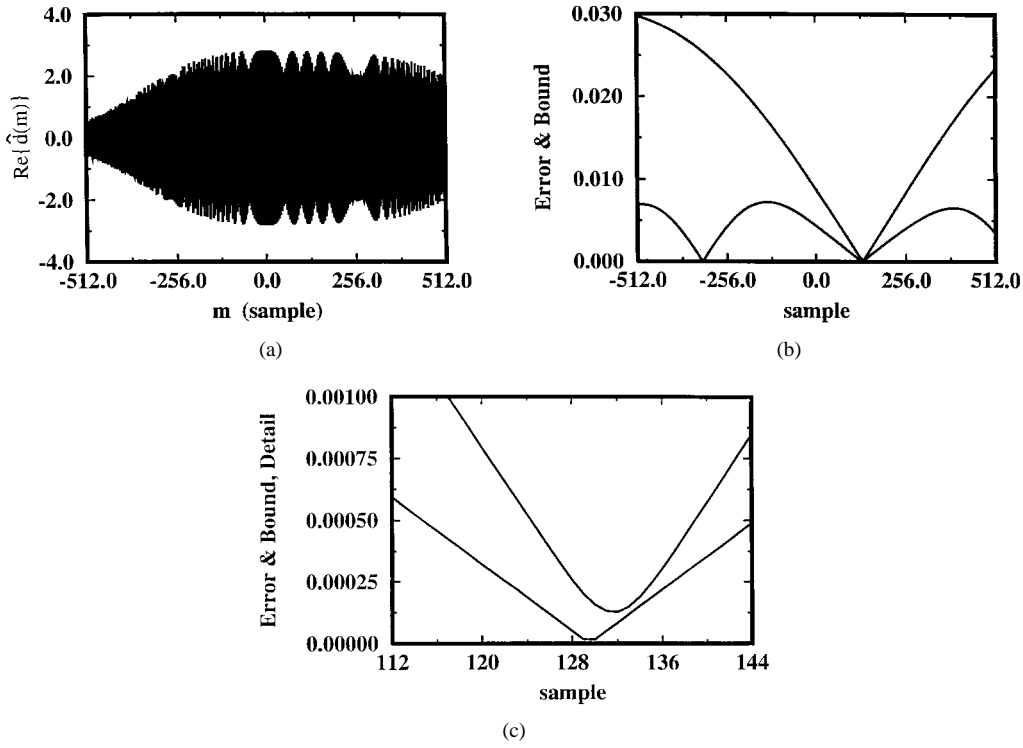 4.0
2.0
0.0
-2.0
-4.0
Re{d̂(m)}
-512.0 -256.0 0.0 256.0 512.0
m (sample)
(a)
0.030
0.020
0.010
0.000
Error & Bound
-512.0 -256.0 0.0 256.0 512.0
sample
(b)
0.00100
0.00075
0.00050
0.00025
0.00000
Error & Bound, Detail
112 120 128 136 144
sample
(c)